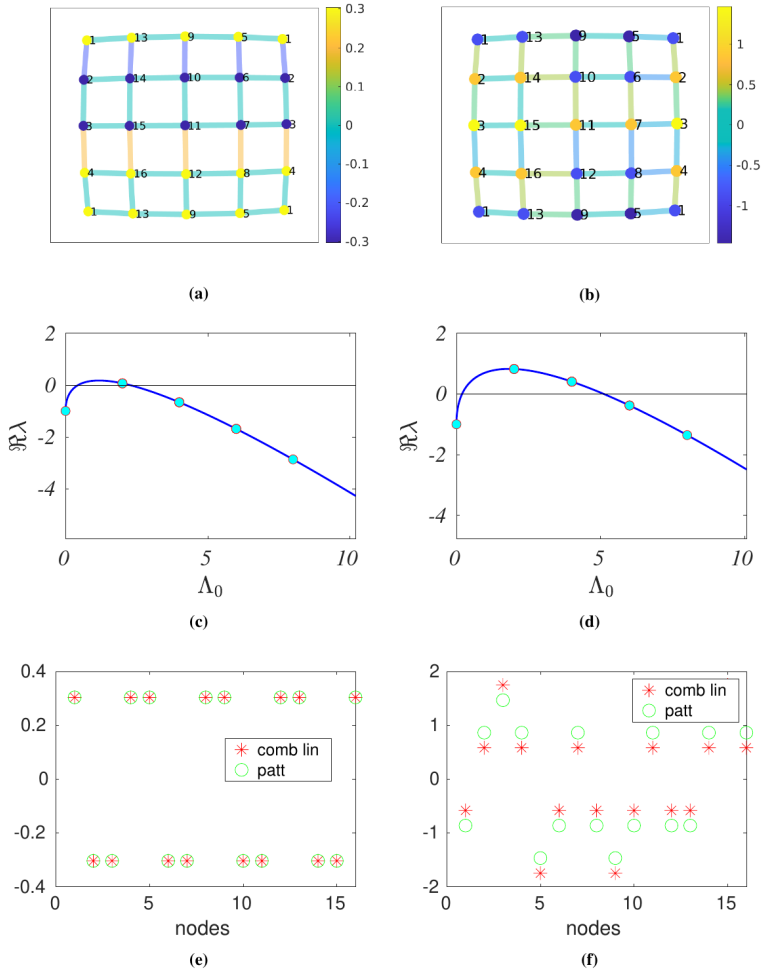 1 13 9 5 1
2 14 10 6 2
3 15 11 7 3
4 16 12 8 4
1 13 9 5 1
0.3
0.2
0.1
0
-0.1
-0.2
-0.3
(a)
1 13 9 5 1
2 14 10 6 2
3 15 11 7 3
4 16 12 8 4
1 13 9 5 1
1
0.5
0
-0.5
-1
(b)
2
0
-2
-4
ℜλ
0 5 10
Λ₀
(c)
2
0
-2
-4
ℜλ
0 5 10
Λ₀
(d)
0.4
0.2
0
-0.2
-0.4
comb lin
patt
0 5 10 15
nodes
(e)
2
1
0
-1
-2
comb lin
patt
0 5 10 15
nodes
(f)